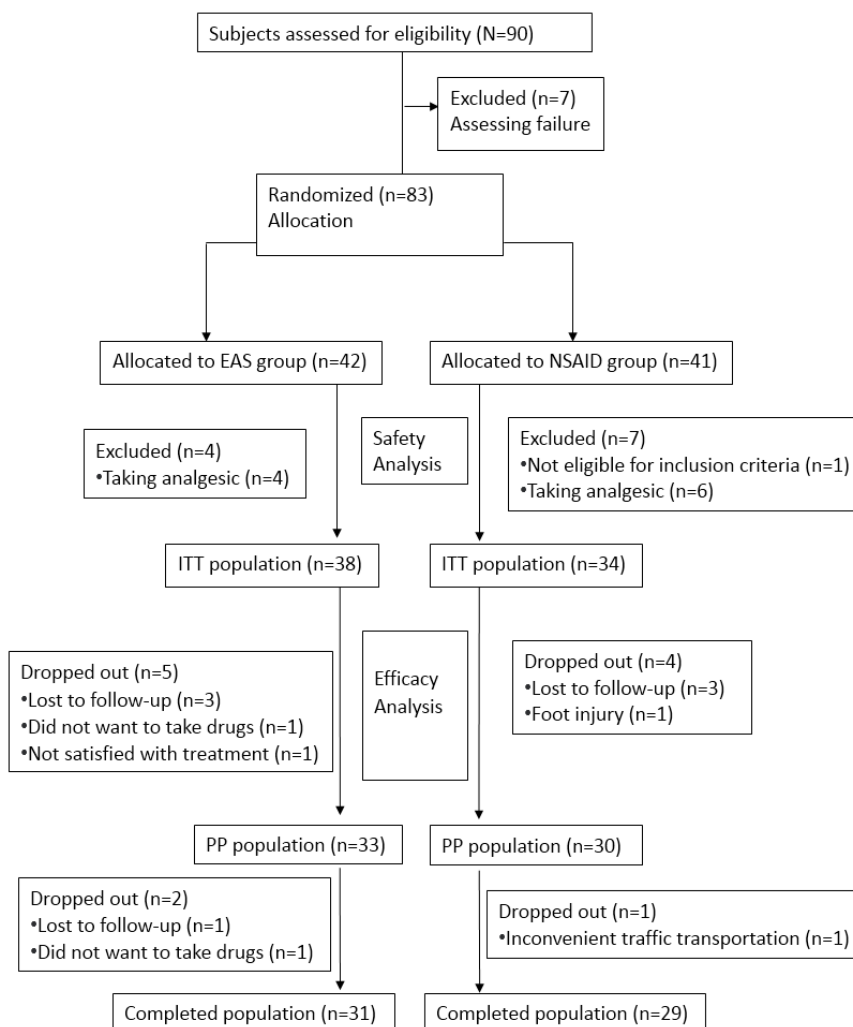 Subjects assessed for eligibility (N=90)
Excluded (n=7)
Assessing failure
Randomized (n=83)
Allocation
Allocated to EAS group (n=42)
Allocated to NSAID group (n=41)
Excluded (n=4)
•Taking analgesic (n=4)
Safety
Analysis
Excluded (n=7)
•Not eligible for inclusion criteria (n=1)
•Taking analgesic (n=6)
ITT population (n=38)
ITT population (n=34)
Dropped out (n=5)
•Lost to follow-up (n=3)
•Did not want to take drugs (n=1)
•Not satisfied with treatment (n=1)
Efficacy
Analysis
Dropped out (n=4)
•Lost to follow-up (n=3)
•Foot injury (n=1)
PP population (n=33)
PP population (n=30)
Dropped out (n=2)
•Lost to follow-up (n=1)
•Did not want to take drugs (n=1)
Dropped out (n=1)
•Inconvenient traffic transportation (n=1)
Completed population (n=31)
Completed population (n=29)